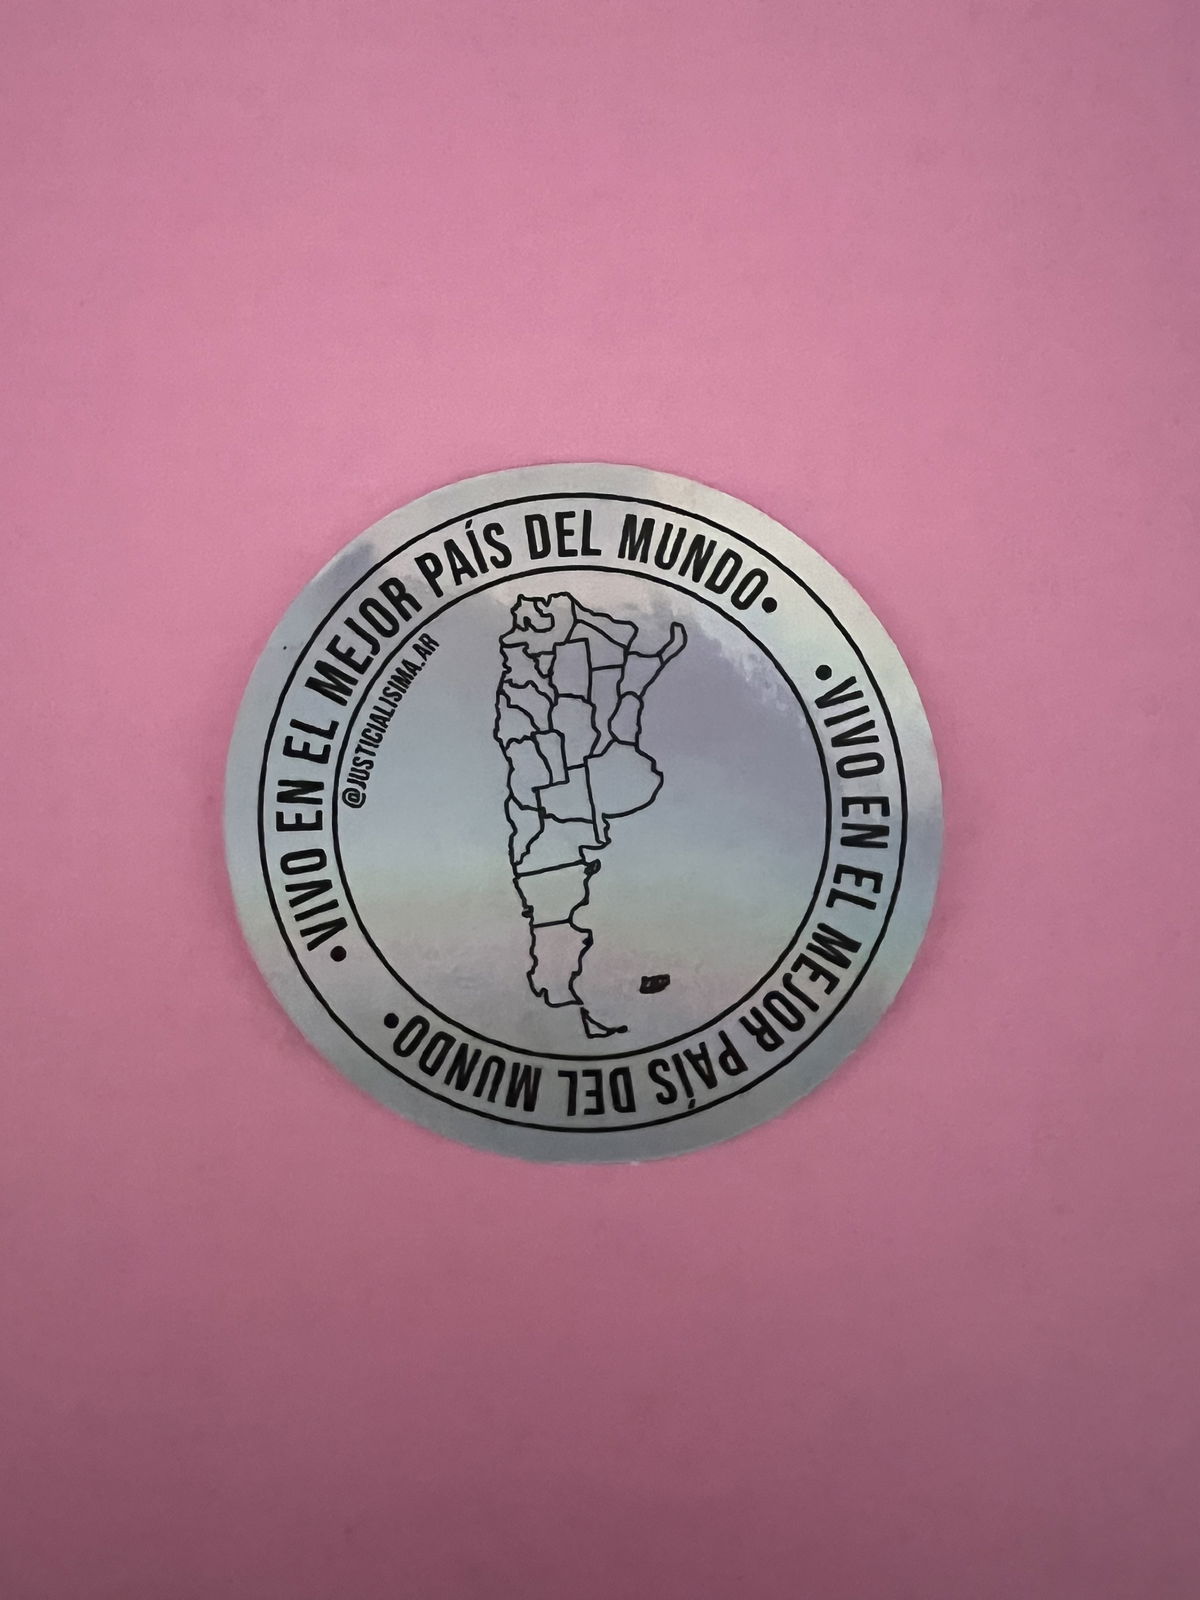 •VIVO EN EL MEJOR PAÍS DEL MUNDO•
•VIVO EN EL MEJOR PAÍS DEL MUNDO•
@JUSTICIALISIMA.AR